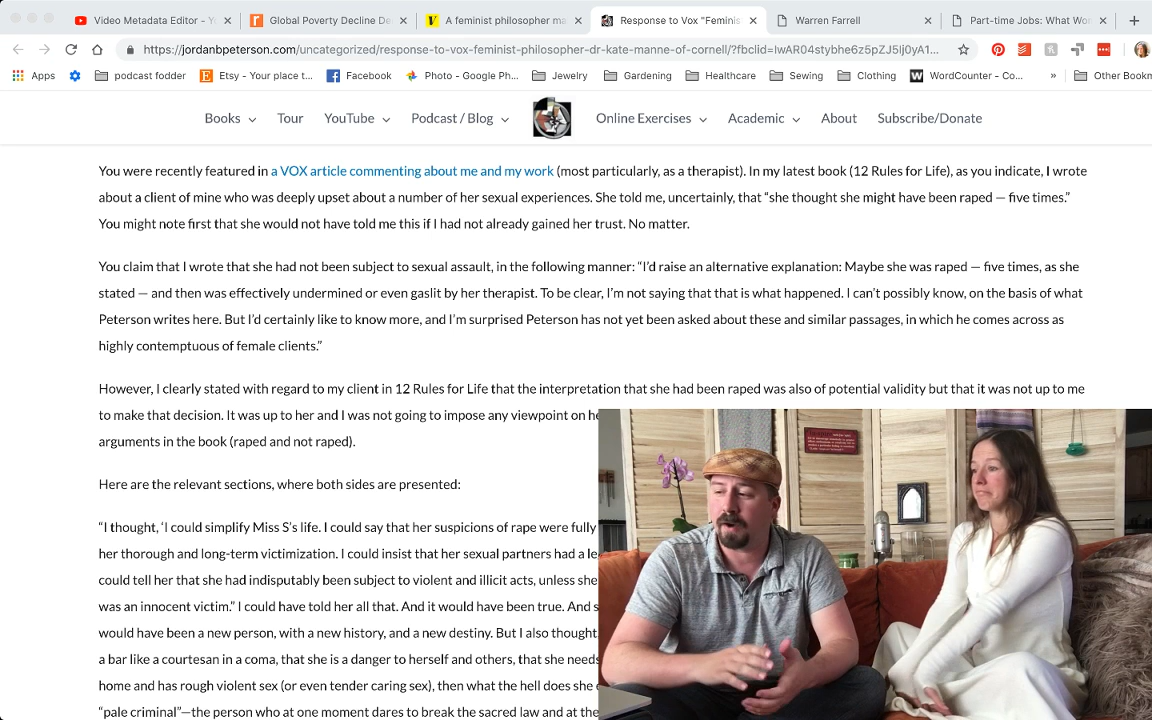 Video Metadata Editor - Y
Global Poverty Decline De
A feminist philosopher ma
Response to Vox "Feminis
Warren Farrell
Part-time Jobs: What Wo
https://jordanbpeterson.com/uncategorized/response-to-vox-feminist-philosopher-dr-kate-manne-of-cornell/?fbclid=IwAR04stybhe6z5pZJ5lj0yA1...
Apps
podcast fodder
Etsy - Your place t...
Facebook
Photo - Google Ph...
Jewelry
Gardening
Healthcare
Sewing
Clothing
WordCounter - Co...
»
Other Bookm
Books
Tour
YouTube
Podcast / Blog
Online Exercises
Academic
About
Subscribe/Donate
You were recently featured in a VOX article commenting about me and my work (most particularly, as a therapist). In my latest book (12 Rules for Life), as you indicate, I wrote
about a client of mine who was deeply upset about a number of her sexual experiences. She told me, uncertainly, that “she thought she might have been raped — five times.”
You might note first that she would not have told me this if I had not already gained her trust. No matter.
You claim that I wrote that she had not been subject to sexual assault, in the following manner: “I’d raise an alternative explanation: Maybe she was raped — five times, as she
stated — and then was effectively undermined or even gaslit by her therapist. To be clear, I’m not saying that that is what happened. I can’t possibly know, on the basis of what
Peterson writes here. But I’d certainly like to know more, and I’m surprised Peterson has not yet been asked about these and similar passages, in which he comes across as
highly contemptuous of female clients.”
However, I clearly stated with regard to my client in 12 Rules for Life that the interpretation that she had been raped was also of potential validity but that it was not up to me
to make that decision. It was up to her and I was not going to impose any viewpoint on he
arguments in the book (raped and not raped).
Here are the relevant sections, where both sides are presented:
“I thought, ‘I could simplify Miss S’s life. I could say that her suspicions of rape were fully
her thorough and long-term victimization. I could insist that her sexual partners had a le
could tell her that she had indisputably been subject to violent and illicit acts, unless she
was an innocent victim.” I could have told her all that. And it would have been true. And s
would have been a new person, with a new history, and a new destiny. But I also thought,
a bar like a courtesan in a coma, that she is a danger to herself and others, that she needs
home and has rough violent sex (or even tender caring sex), then what the hell does she
“pale criminal”—the person who at one moment dares to break the sacred law and at the